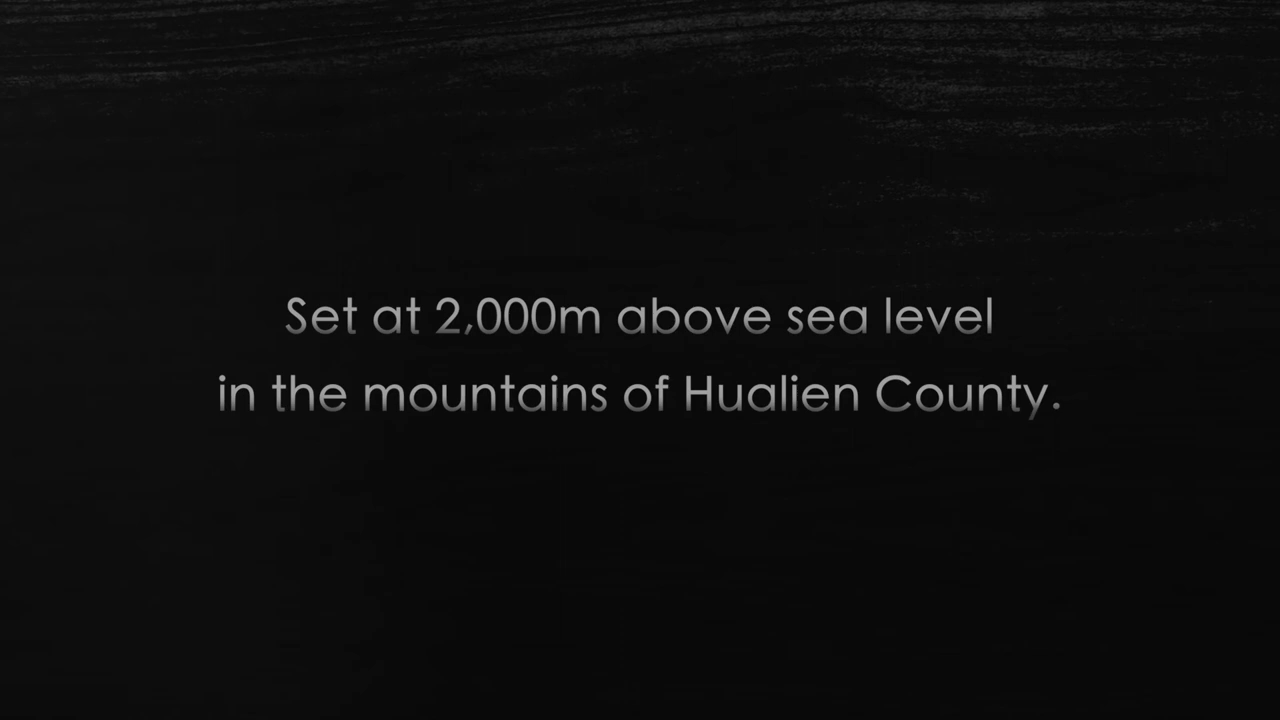 Set at 2,000m above sea level
in the mountains of Hualien County.